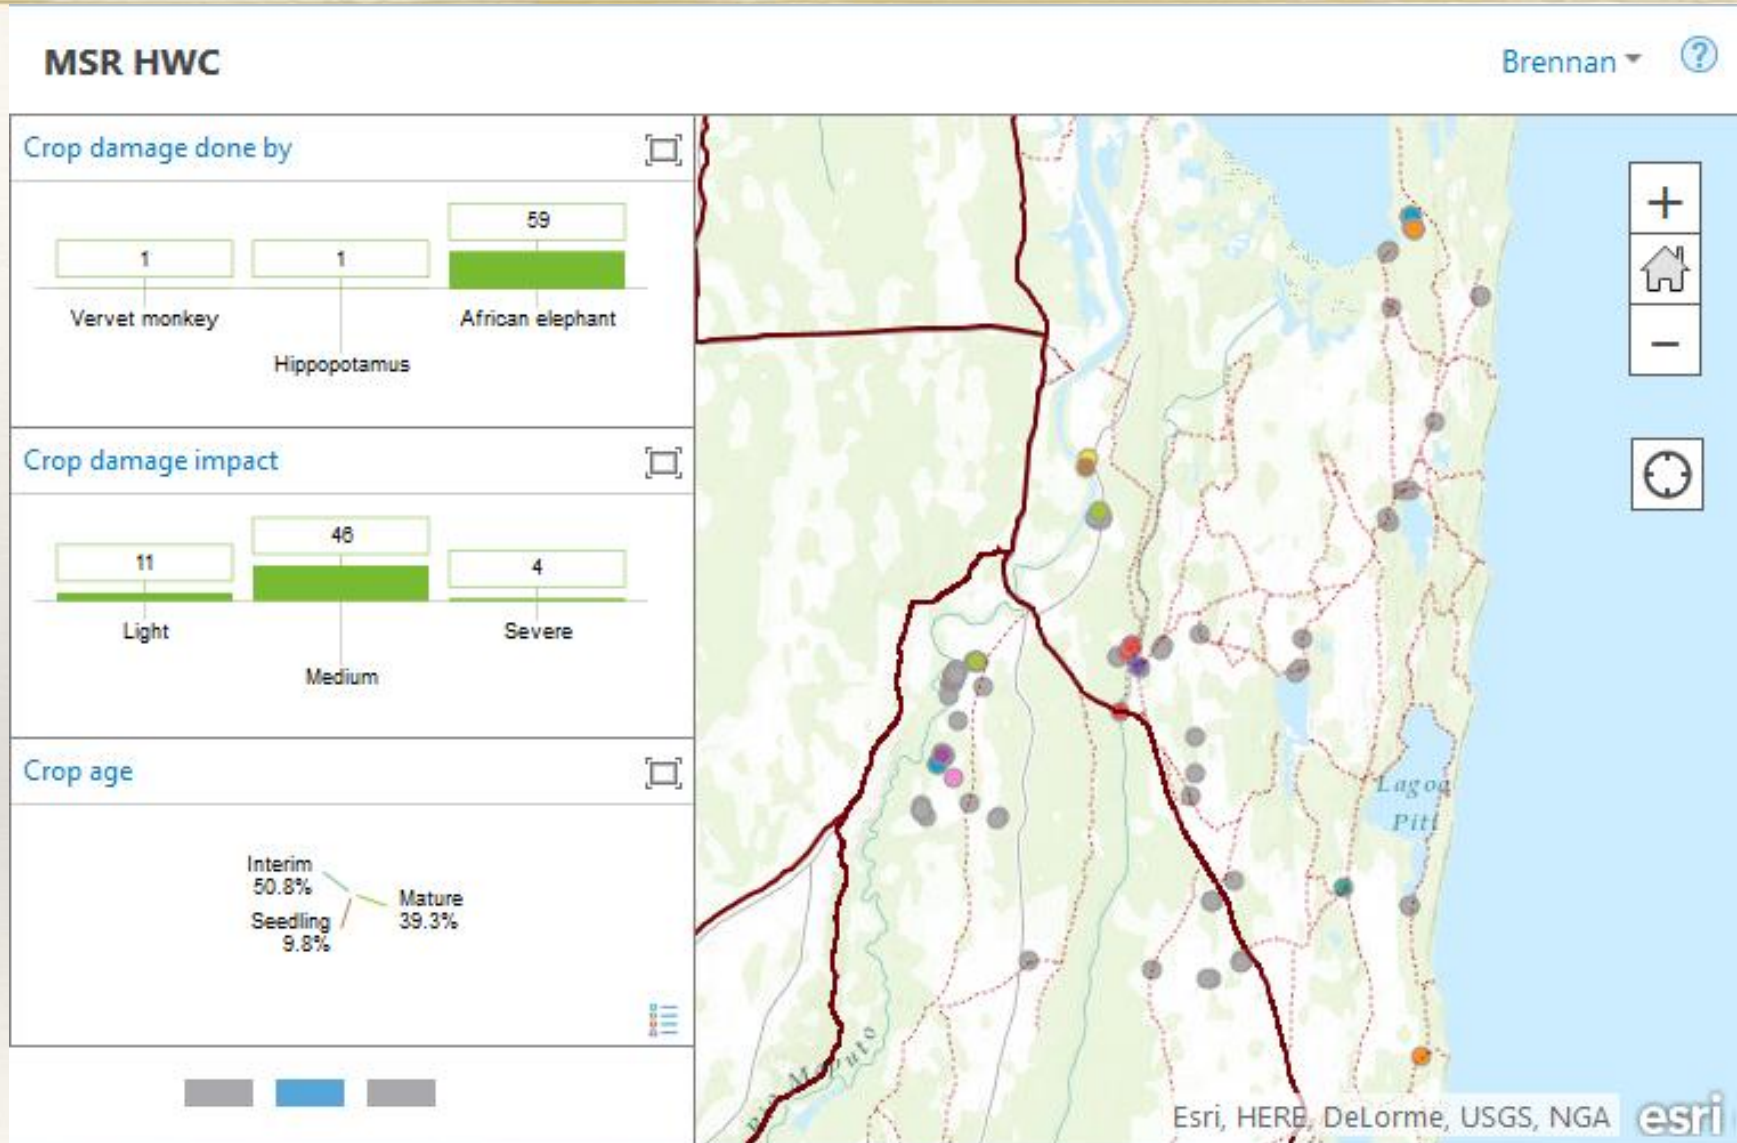 MSR HWC
Brennan
Crop damage done by
59
1
1
Vervet monkey
African elephant
Hippopotamus
Crop damage impact
46
11
4
Light
Severe
Medium
Crop age
Interim
50.8%
Mature
39.3%
Seedling
9.8%
Lagoa
Piti
Rio Maputo
Esri, HERE, DeLorme, USGS, NGA
esri